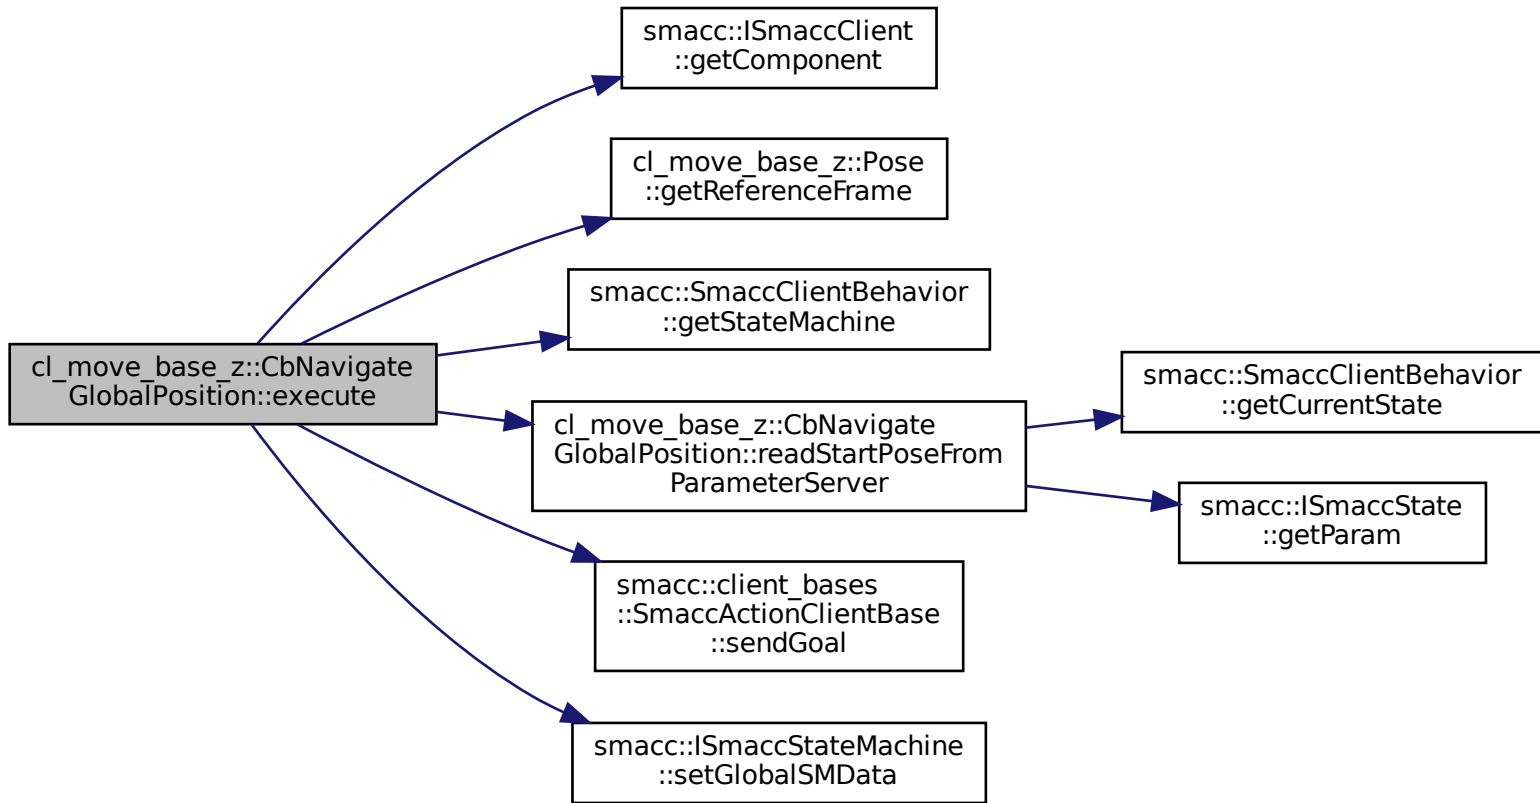 smacc::ISmaccClient
::getComponent
cl_move_base_z::Pose
::getReferenceFrame
smacc::SmaccClientBehavior
::getStateMachine
cl_move_base_z::CbNavigate
GlobalPosition::execute
cl_move_base_z::CbNavigate
GlobalPosition::readStartPoseFrom
ParameterServer
smacc::SmaccClientBehavior
::getCurrentState
smacc::ISmaccState
::getParam
smacc::client_bases
::SmaccActionClientBase
::sendGoal
smacc::ISmaccStateMachine
::setGlobalSMData